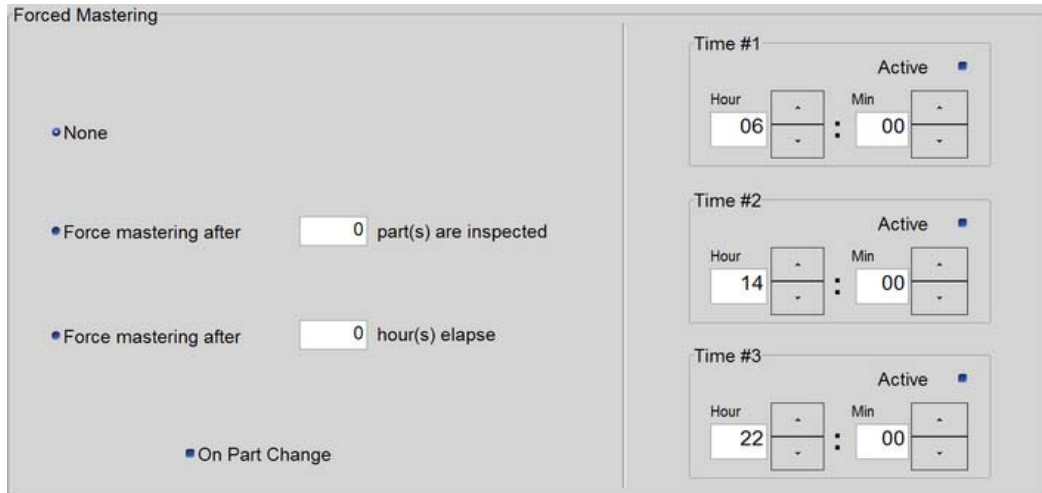 Forced Mastering
None
Force mastering after 0 part(s) are inspected
Force mastering after 0 hour(s) elapse
On Part Change
Time #1
Active
Hour Min
06 : 00
Time #2
Active
Hour Min
14 : 00
Time #3
Active
Hour Min
22 : 00